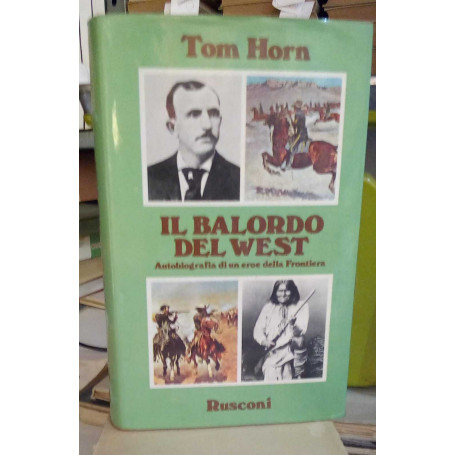 Tom Horn
IL BALORDO
DEL WEST
Autobiografia di un eroe della Frontiera
Rusconi